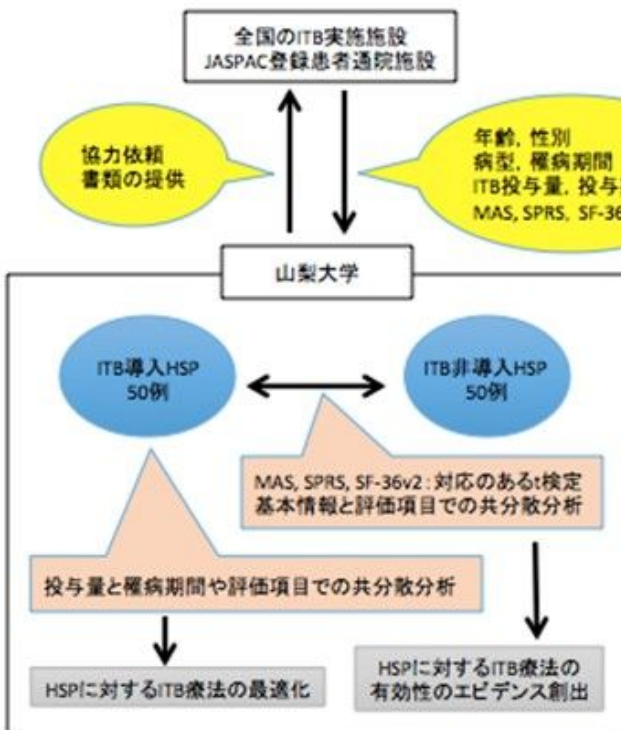 全国のITB実施施設
JASPAC登録患者通院施設
協力依頼
書類の提供
年齢, 性別
病型, 罹病期間
ITB投与量, 投与
MAS, SPRS, SF-36
山梨大学
ITB導入HSP
50例
ITB非導入HSP
50例
MAS, SPRS, SF-36v2:対応のあるt検定
基本情報と評価項目での共分散分析
投与量と罹病期間や評価項目での共分散分析
HSPに対するITB療法の最適化
HSPに対するITB療法の
有効性のエビデンス創出